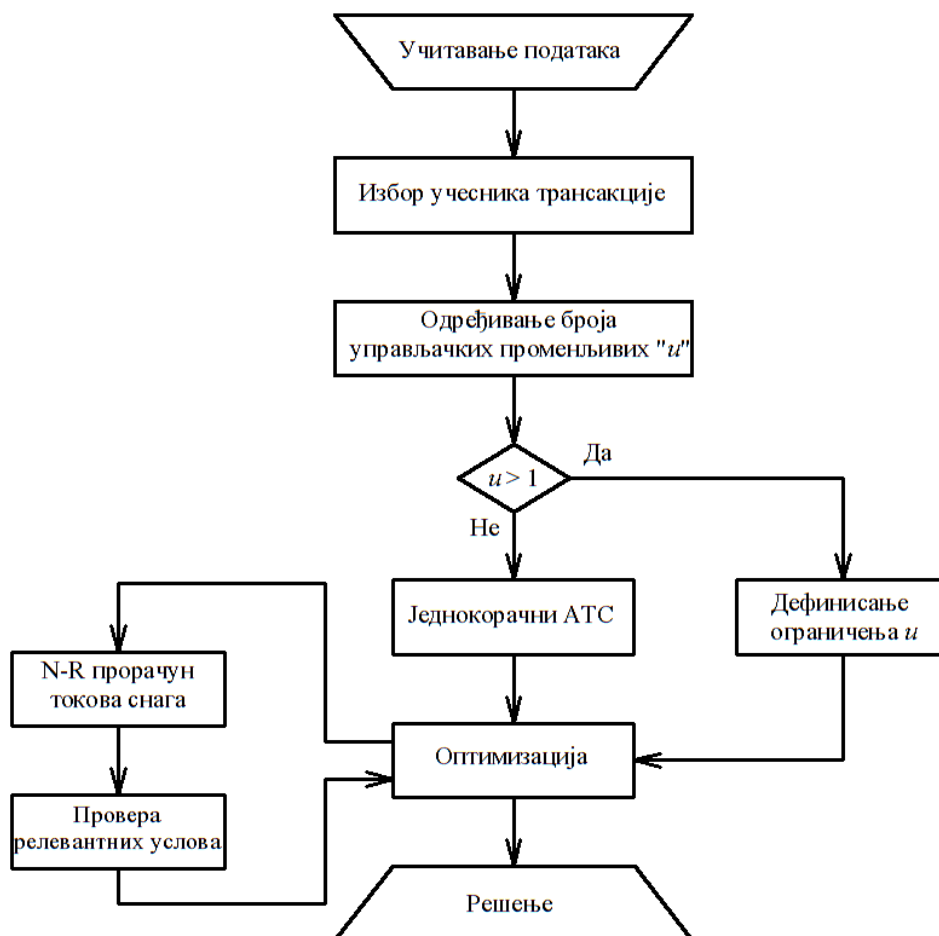 Учитавање података
Избор учесника трансакције
Одређивање броја
управљачких променљивих "u"
u > 1
Да
Не
Једнокорачни АТС
Дефинисање
ограничења u
N-R прорачун
токова снага
Оптимизација
Провера
релевантних услова
Решење